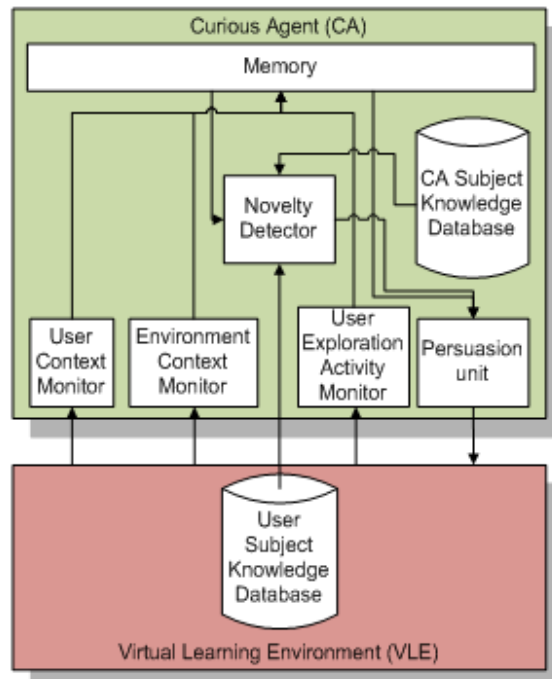 Curious Agent (CA)
Memory
CA Subject
Knowledge
Database
Novelty
Detector
User
Context
Monitor
Environment
Context
Monitor
User
Exploration
Activity
Monitor
Persuasion
unit
User
Subject
Knowledge
Database
Virtual Learning Environment (VLE)